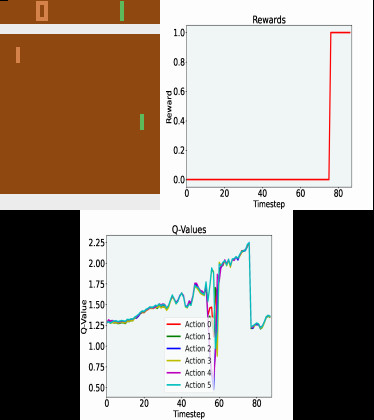 0
Rewards
1.0
0.8
0.6
0.4
0.2
0.0
Reward
0 20 40 60 80
Timestep
Q-Values
2.25
2.00
1.75
1.50
1.25
1.00
0.75
0.50
Q-Value
Action 0
Action 1
Action 2
Action 3
Action 4
Action 5
0 20 40 60 80
Timestep